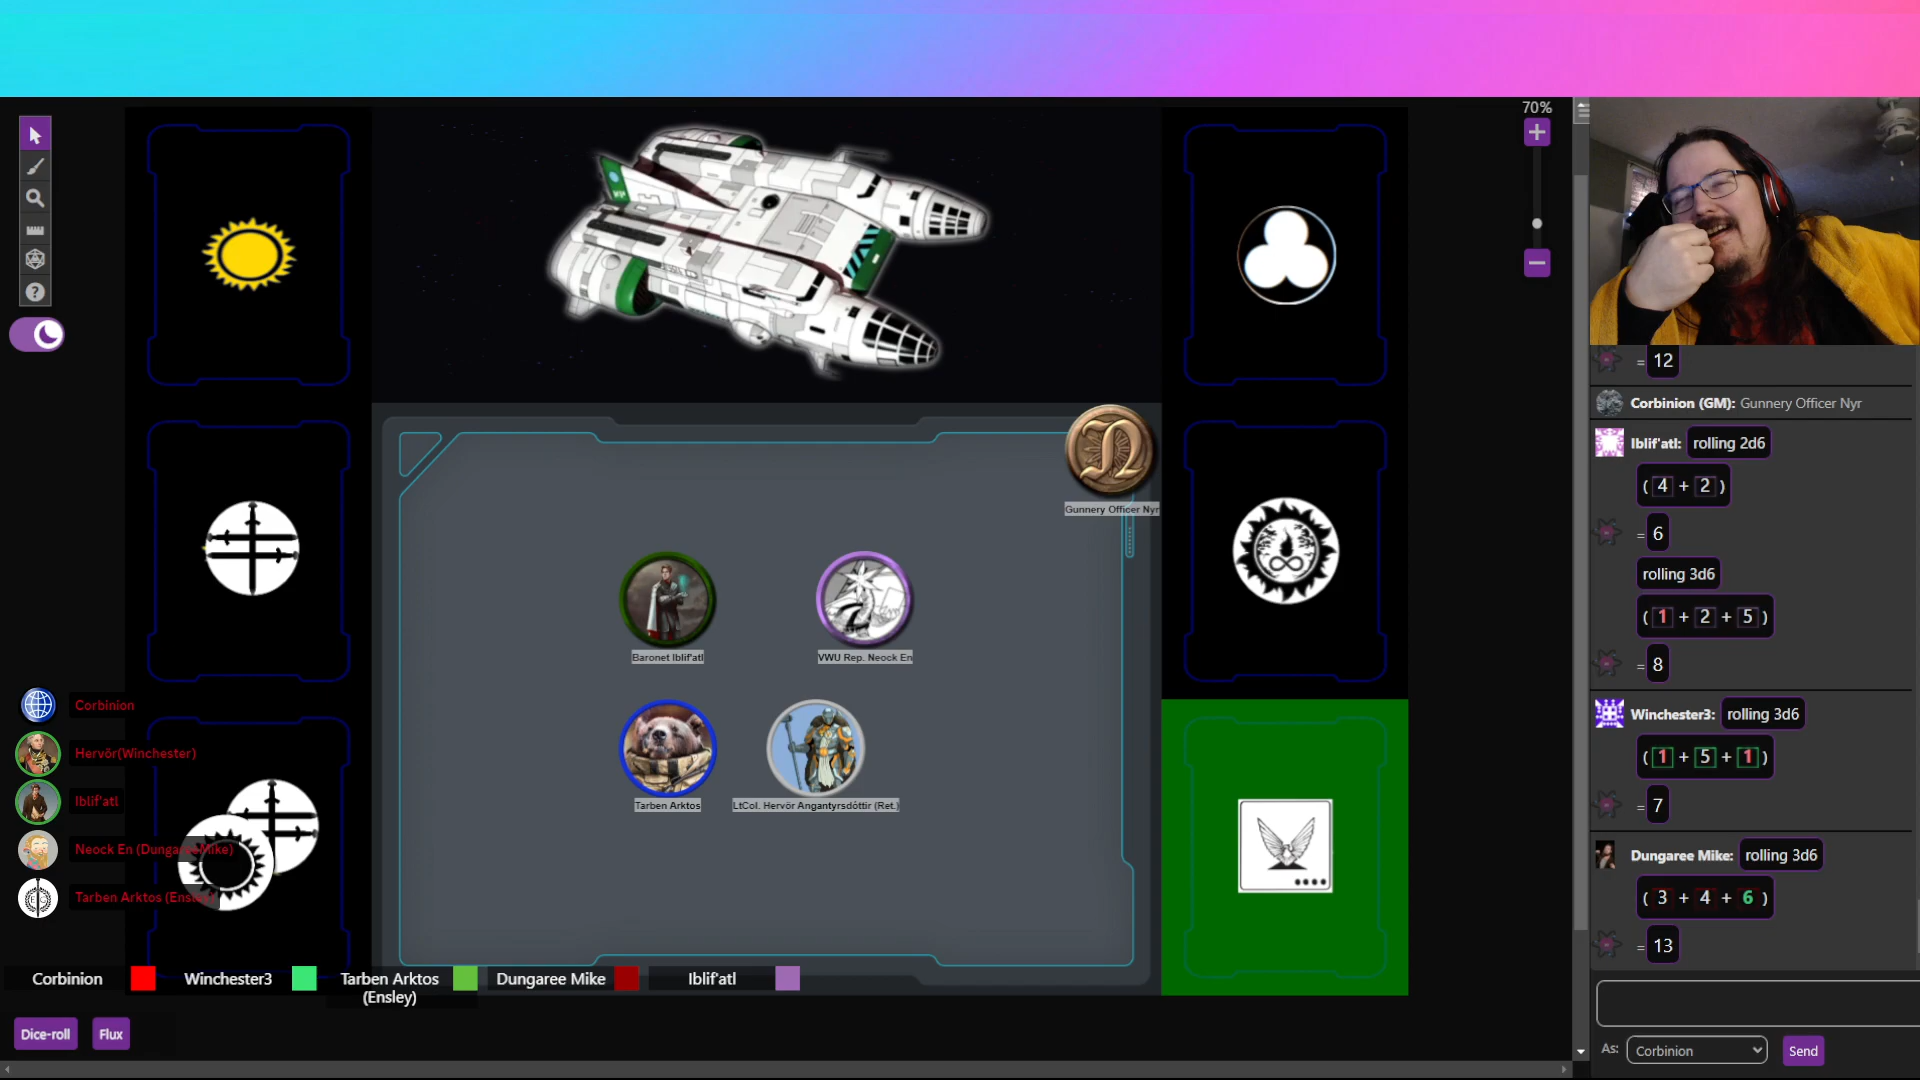 70%
= 12
Corbinion (GM): Gunnery Officer Nyr
Iblif'atl: rolling 2d6
( 4 + 2 )
= 6
rolling 3d6
( 1 + 2 + 5 )
= 8
Winchester3: rolling 3d6
( 1 + 5 + 1 )
= 7
Dungaree Mike: rolling 3d6
( 3 + 4 + 6 )
= 13
As: Corbinion Send
Gunnery Officer Nyr
Baronet Iblif'atl
VWU Rep. Neock En
Tarben Arktos
LtCol. Hervör Angantyrsdóttir (Ret.)
Corbinion
Hervör(Winchester)
Iblif'atl
Neock En (DungareeMike)
Tarben Arktos (Ensley)
Corbinion
Winchester3
Tarben Arktos
(Ensley)
Dungaree Mike
Iblif'atl
Dice-roll
Flux